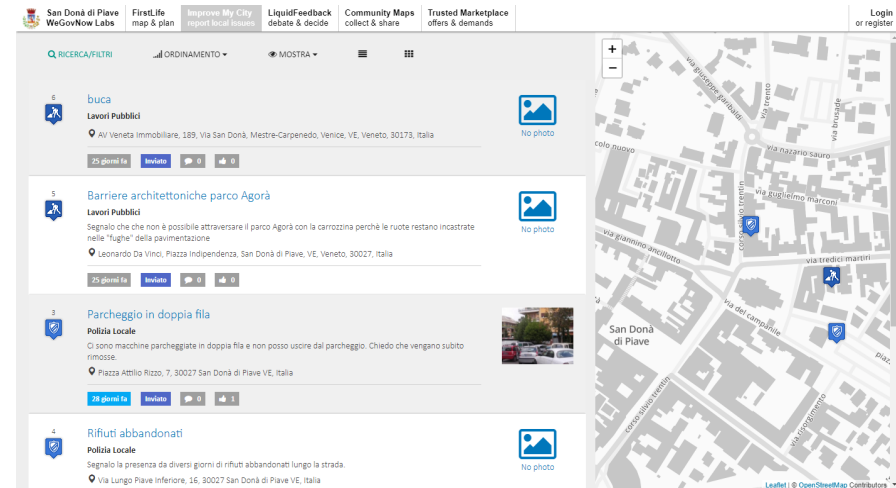 San Donà di Piave
WeGovNow Labs
FirstLife
map & plan
Improve My City
report local issues
LiquidFeedback
debate & decide
Community Maps
collect & share
Trusted Marketplace
offers & demands
Login
or register
RICERCA/FILTRI
ORDINAMENTO
MOSTRA
6
buca
Lavori Pubblici
AV Veneta Immobiliare, 189, Via San Donà, Mestre-Carpenedo, Venice, VE, Veneto, 30173, Italia
25 giorni fa Inviato 0 0
No photo
5
Barriere architettoniche parco Agorà
Lavori Pubblici
Segnalo che che non è possibile attraversare il parco Agorà con la carrozzina perchè le ruote restano incastrate
nelle "fughe" della pavimentazione
Leonardo Da Vinci, Piazza Indipendenza, San Donà di Piave, VE, Veneto, 30027, Italia
25 giorni fa Inviato 0 0
No photo
3
Parcheggio in doppia fila
Polizia Locale
Ci sono macchine parcheggiate in doppia fila e non posso uscire dal parcheggio. Chiedo che vengano subito
rimosse.
Piazza Attilio Rizzo, 7, 30027 San Donà di Piave VE, Italia
28 giorni fa Inviato 0 1
4
Rifiuti abbandonati
Polizia Locale
Segnalo la presenza da diversi giorni di rifiuti abbandonati lungo la strada.
Via Lungo Piave Inferiore, 16, 30027 San Donà di Piave VE, Italia
No photo
+
−
via giuseppe garibaldi
via trento
via brusade
colo nuovo
via nazario sauro
corso silvio trentin
via guglielmo marconi
via giannino ancillotto
via tredici martiri
via del campanile
San Donà
di Piave
piaz
corso silvio trentin
via risorgimento
Leaflet | © OpenStreetMap Contributors